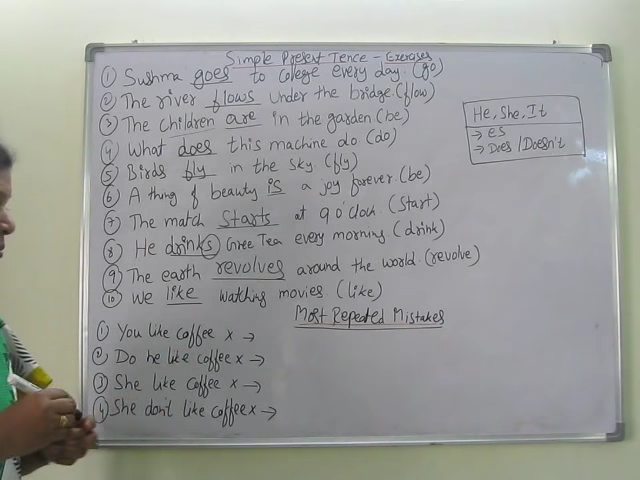 Simple Present Tence - Exercises
① Sushma goes to college every day. (go)
② The river flows under the bridge. (flow)
③ The children are in the garden (be)
④ What does this machine do (do)
⑤ Birds fly in the sky. (fly)
⑥ A thing of beauty is a joy forever (be)
⑦ The match starts at 9 o'clock (Start)
⑧ He drinks Gree Tea every morning (drink)
⑨ The earth revolves around the world. (revolve)
⑩ We like watching movies. (like)
He, She, It
→ es
→ Does / Doesn't
Most Repeated Mistakes
① You like coffee x →
② Do he like coffee x →
③ She like coffee x →
④ She don't like coffee x →